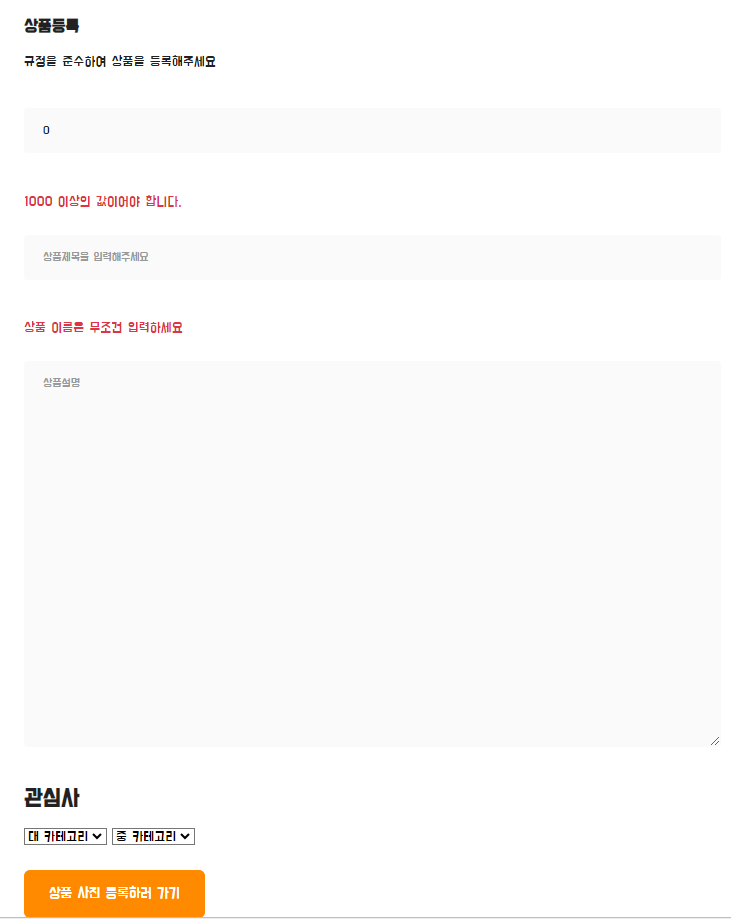 상품등록
규정을 준수하여 상품을 등록해주세요
0
1000 이상의 값이어야 합니다.
상품제목을 입력해주세요
상품 이름은 무조건 입력하세요
상품설명
관심사
대 카테고리 중 카테고리
상품 사진 등록하러 가기